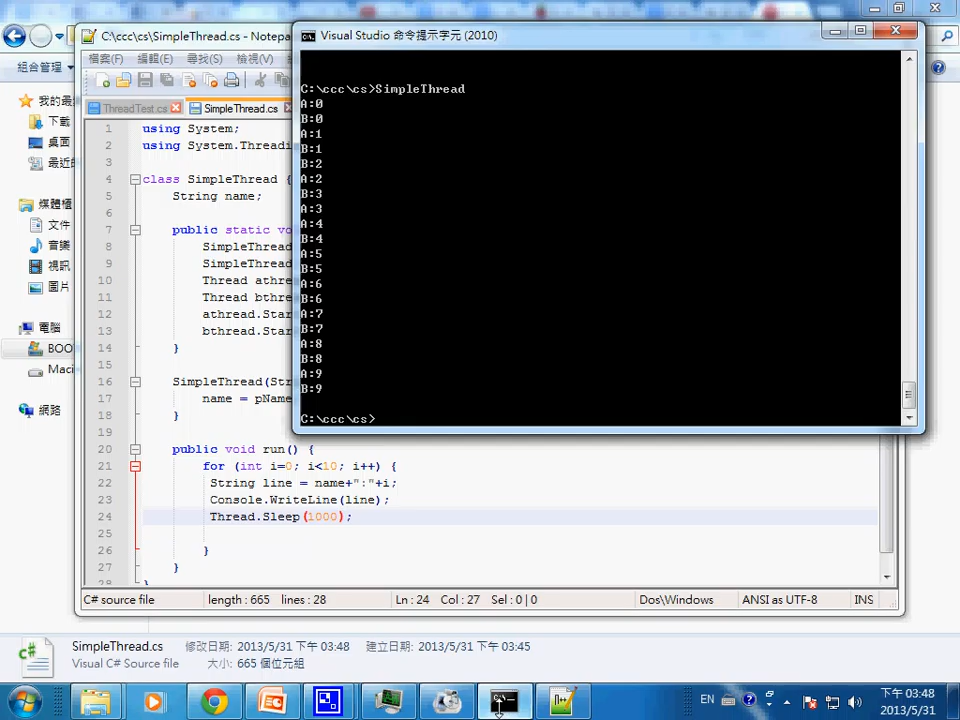 C:\ccc\cs\SimpleThread.cs - Notepa
檔案(F) 編輯(E) 尋找(S) 檢視(V)
ThreadTest.cs SimpleThread.cs
組合管理
下載
桌面
媒體櫃
文件
音樂
視訊
圖片
電腦
BOO
Maci
網路
1 using System;
2 using System.Threadi
3
4 class SimpleThread {
5 String name;
6
7 public static vo
8 SimpleThread
9 SimpleThread
10 Thread athre
11 Thread bthre
12 athread.Star
13 bthread.Star
14 }
15
16 SimpleThread(Str
17 name = pName
18 }
19
20 public void run() {
21 for (int i=0; i<10; i++) {
22 String line = name+":"+i;
23 Console.WriteLine(line);
24 Thread.Sleep(1000);
25
26 }
27 }
28 }
C# source file length : 665 lines : 28 Ln : 24 Col : 27 Sel : 0 | 0 Dos\Windows ANSI as UTF-8 INS
Visual Studio 命令提示字元 (2010)
C:\ccc\cs>SimpleThread
A:0
B:0
A:1
B:1
B:2
A:2
B:3
A:3
A:4
B:4
A:5
B:5
A:6
B:6
A:7
B:7
A:8
B:8
A:9
B:9
C:\ccc\cs>
SimpleThread.cs 修改日期: 2013/5/31 下午 03:48 建立日期: 2013/5/31 下午 03:45
Visual C# Source file 大小: 665 個位元組
EN 下午 03:48
2013/5/31